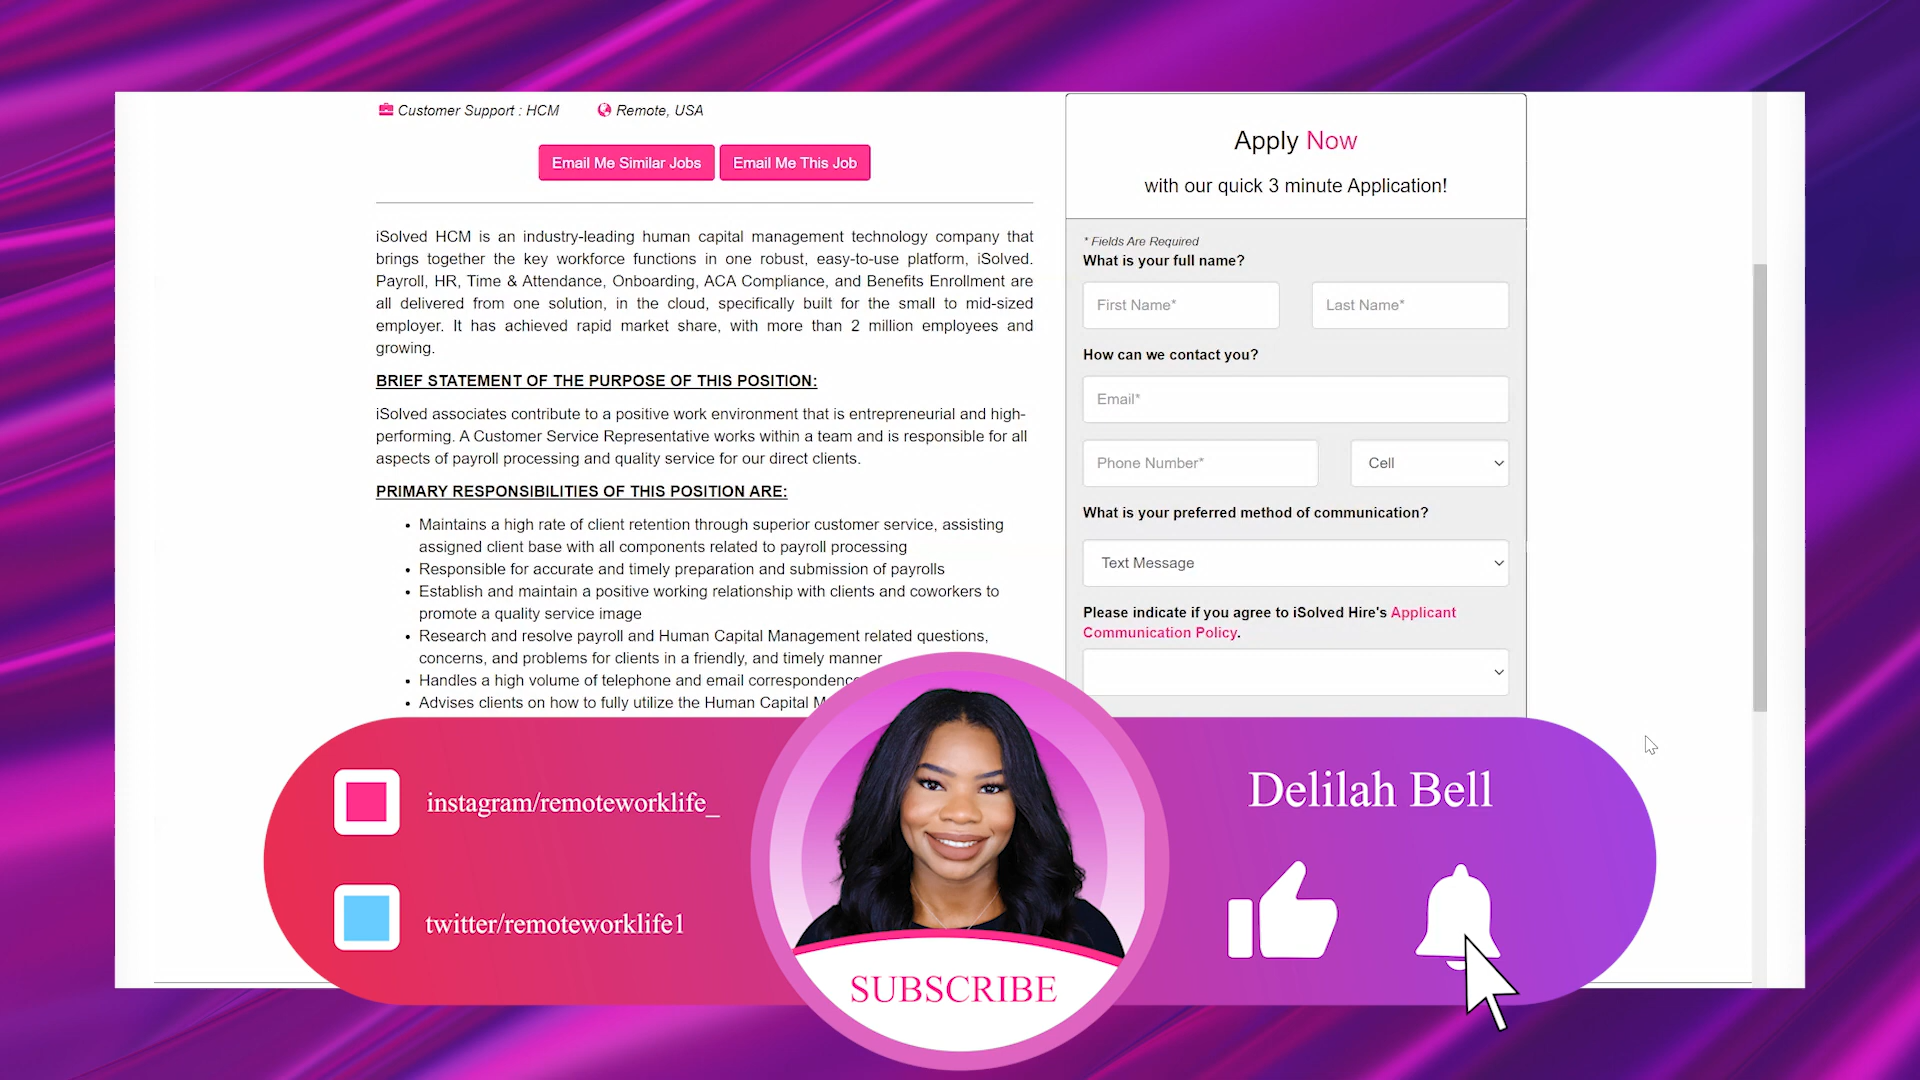 Customer Support : HCM
Remote, USA
Email Me Similar Jobs
Email Me This Job
iSolved HCM is an industry-leading human capital management technology company that
brings together the key workforce functions in one robust, easy-to-use platform, iSolved.
Payroll, HR, Time & Attendance, Onboarding, ACA Compliance, and Benefits Enrollment are
all delivered from one solution, in the cloud, specifically built for the small to mid-sized
employer. It has achieved rapid market share, with more than 2 million employees and
growing.
BRIEF STATEMENT OF THE PURPOSE OF THIS POSITION:
iSolved associates contribute to a positive work environment that is entrepreneurial and high-
performing. A Customer Service Representative works within a team and is responsible for all
aspects of payroll processing and quality service for our direct clients.
PRIMARY RESPONSIBILITIES OF THIS POSITION ARE:
• Maintains a high rate of client retention through superior customer service, assisting
assigned client base with all components related to payroll processing
• Responsible for accurate and timely preparation and submission of payrolls
• Establish and maintain a positive working relationship with clients and coworkers to
promote a quality service image
• Research and resolve payroll and Human Capital Management related questions,
concerns, and problems for clients in a friendly, and timely manner
• Handles a high volume of telephone and email correspondence
• Advises clients on how to fully utilize the Human Capital M
Apply Now
with our quick 3 minute Application!
* Fields Are Required
What is your full name?
First Name*
Last Name*
How can we contact you?
Email*
Phone Number*
Cell
What is your preferred method of communication?
Text Message
Please indicate if you agree to iSolved Hire's Applicant
Communication Policy.
instagram/remoteworklife_
twitter/remoteworklife1
SUBSCRIBE
Delilah Bell